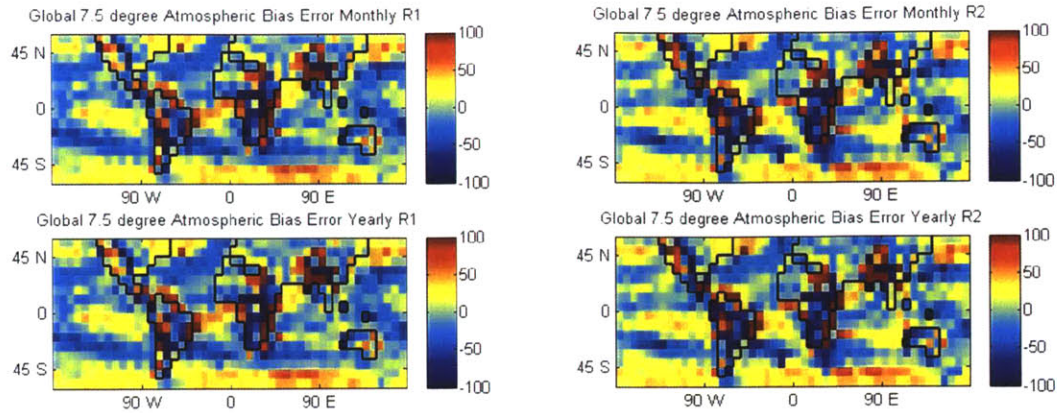 Global 7.5 degree Atmospheric Bias Error Monthly R1
45 N
0
45 S
90 W 0 90 E
100
50
0
-50
-100
Global 7.5 degree Atmospheric Bias Error Monthly R2
45 N
0
45 S
90 W 0 90 E
100
50
0
-50
-100
Global 7.5 degree Atmospheric Bias Error Yearly R1
45 N
0
45 S
90 W 0 90 E
100
50
0
-50
-100
Global 7.5 degree Atmospheric Bias Error Yearly R2
45 N
0
45 S
90 W 0 90 E
100
50
0
-50
-100